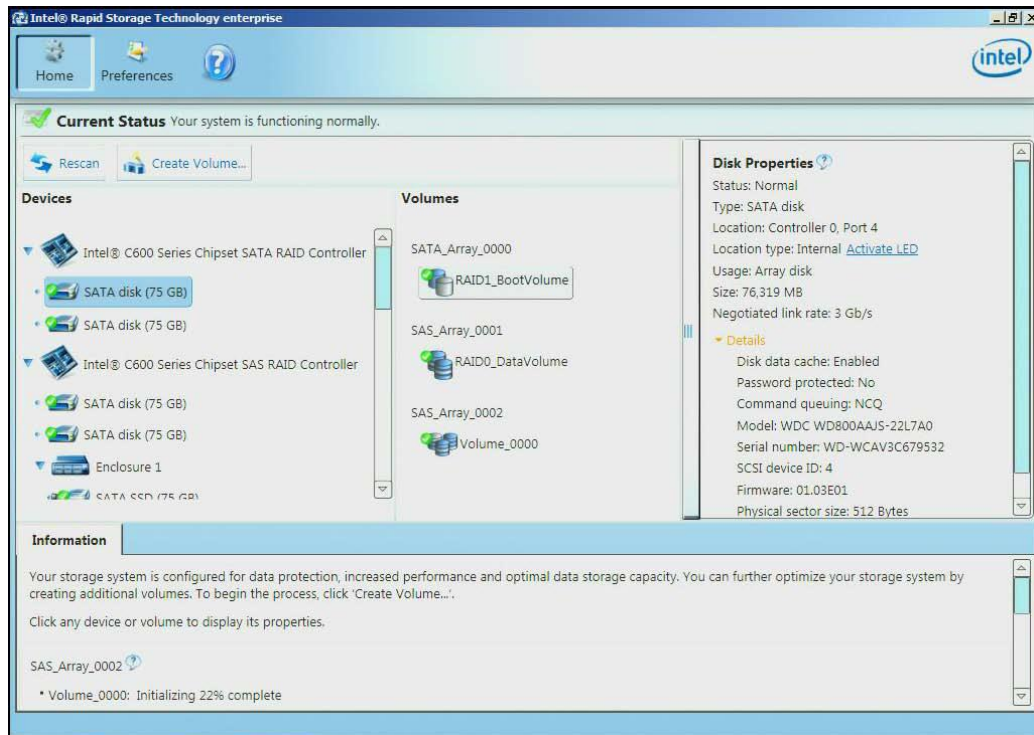 Intel® Rapid Storage Technology enterprise
Home
Preferences
intel
Current Status Your system is functioning normally.
Rescan
Create Volume...
Devices
Intel® C600 Series Chipset SATA RAID Controller
SATA disk (75 GB)
SATA disk (75 GB)
Intel® C600 Series Chipset SAS RAID Controller
SATA disk (75 GB)
SATA disk (75 GB)
Enclosure 1
SATA SSD (75 GB)
Volumes
SATA_Array_0000
RAID1_BootVolume
SAS_Array_0001
RAID0_DataVolume
SAS_Array_0002
Volume_0000
Disk Properties
Status: Normal
Type: SATA disk
Location: Controller 0, Port 4
Location type: Internal Activate LED
Usage: Array disk
Size: 76,319 MB
Negotiated link rate: 3 Gb/s
Details
Disk data cache: Enabled
Password protected: No
Command queuing: NCQ
Model: WDC WD800AAJS-22L7A0
Serial number: WD-WCAV3C679532
SCSI device ID: 4
Firmware: 01.03E01
Physical sector size: 512 Bytes
Information
Your storage system is configured for data protection, increased performance and optimal data storage capacity. You can further optimize your storage system by
creating additional volumes. To begin the process, click 'Create Volume...'.
Click any device or volume to display its properties.
SAS_Array_0002
• Volume_0000: Initializing 22% complete